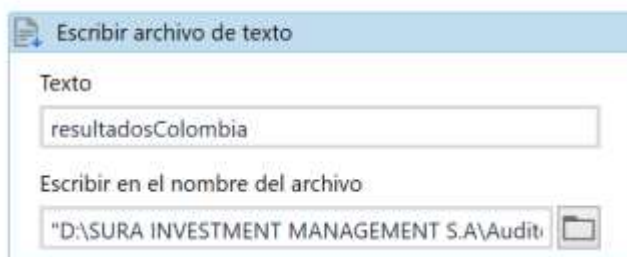 Escribir archivo de texto
Texto
resultadosColombia
Escribir en el nombre del archivo
"D:\SURA INVESTMENT MANAGEMENT S.A\Audit